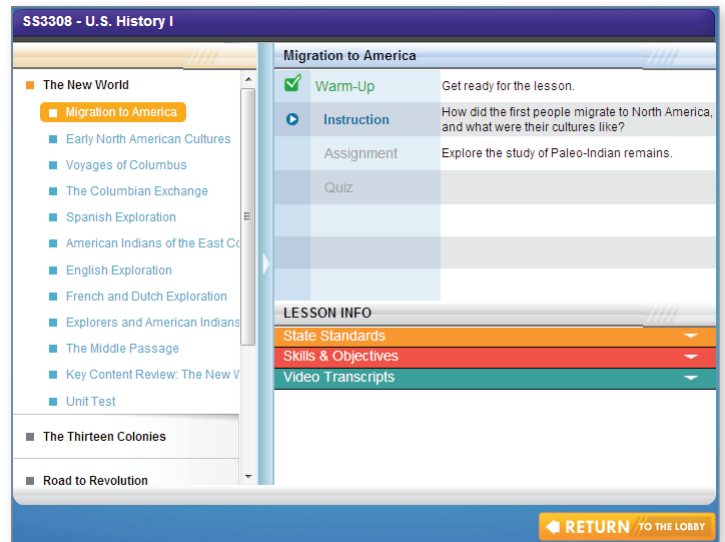 SS3308 - U.S. History I
The New World
Migration to America
Early North American Cultures
Voyages of Columbus
The Columbian Exchange
Spanish Exploration
American Indians of the East Co
English Exploration
French and Dutch Exploration
Explorers and American Indians
The Middle Passage
Key Content Review: The New W
Unit Test
The Thirteen Colonies
Road to Revolution
Migration to America
Warm-Up
Get ready for the lesson.
Instruction
How did the first people migrate to North America,
and what were their cultures like?
Assignment
Explore the study of Paleo-Indian remains.
Quiz
LESSON INFO
State Standards
Skills & Objectives
Video Transcripts
RETURN TO THE LOBBY